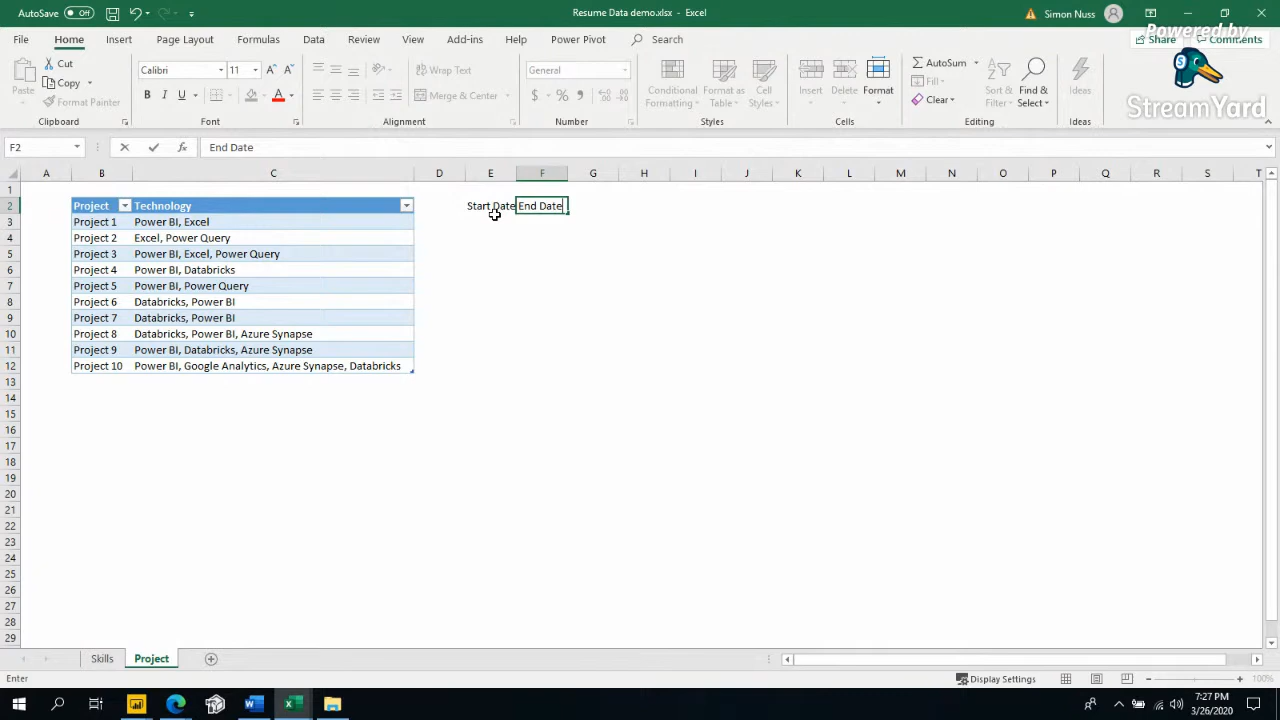 AutoSave Off
Resume Data demo.xlsx - Excel
Simon Nuss
File Home Insert Page Layout Formulas Data Review View Add-ins Help Power Pivot Search
Share Comments
Powered by
StreamYard
Paste
Cut
Copy
Format Painter
Clipboard
Calibri 11
B I U
Font
Wrap Text
Merge & Center
Alignment
General
$ % ,
Number
Conditional Formatting
Format as Table
Cell Styles
Styles
Insert Delete Format
Cells
AutoSum
Fill
Clear
Sort & Filter
Find & Select
Editing
Ideas
Ideas
F2 fx End Date
A B C D E F G H I J K L M N O P Q R S T
1
2 Project Technology Start Date End Date
3 Project 1 Power BI, Excel
4 Project 2 Excel, Power Query
5 Project 3 Power BI, Excel, Power Query
6 Project 4 Power BI, Databricks
7 Project 5 Power BI, Power Query
8 Project 6 Databricks, Power BI
9 Project 7 Databricks, Power BI
10 Project 8 Databricks, Power BI, Azure Synapse
11 Project 9 Power BI, Databricks, Azure Synapse
12 Project 10 Power BI, Google Analytics, Azure Synapse, Databricks
13
14
15
16
17
18
19
20
21
22
23
24
25
26
27
28
29
Skills Project
Enter
Display Settings
100%
7:27 PM
3/26/2020